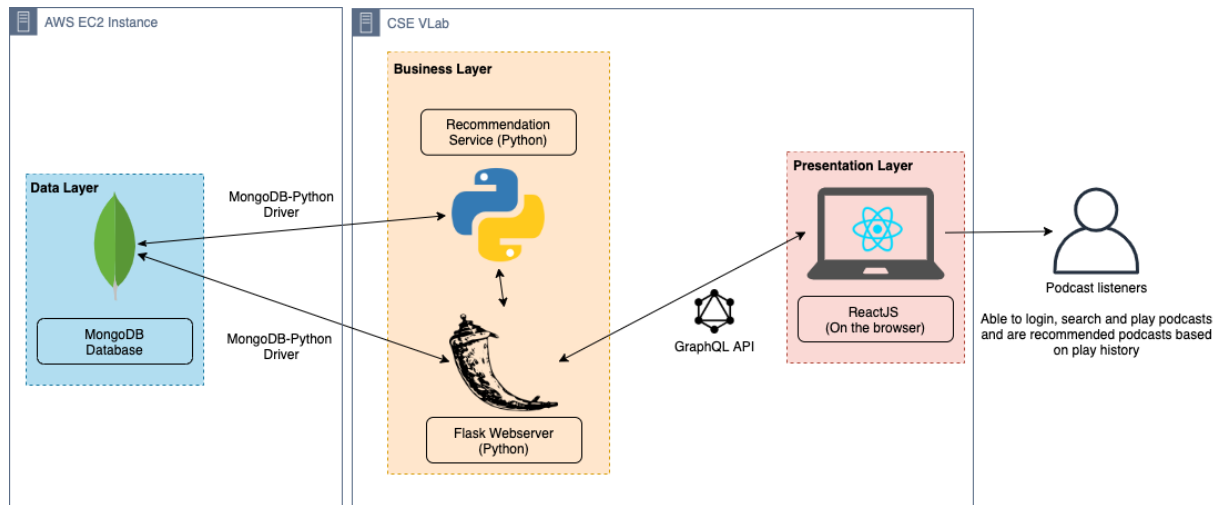 AWS EC2 Instance
CSE VLab
Business Layer
Recommendation
Service (Python)
Data Layer
MongoDB-Python
Driver
MongoDB
Database
MongoDB-Python
Driver
Flask Webserver
(Python)
GraphQL API
Presentation Layer
ReactJS
(On the browser)
Podcast listeners
Able to login, search and play podcasts
and are recommended podcasts based
on play history